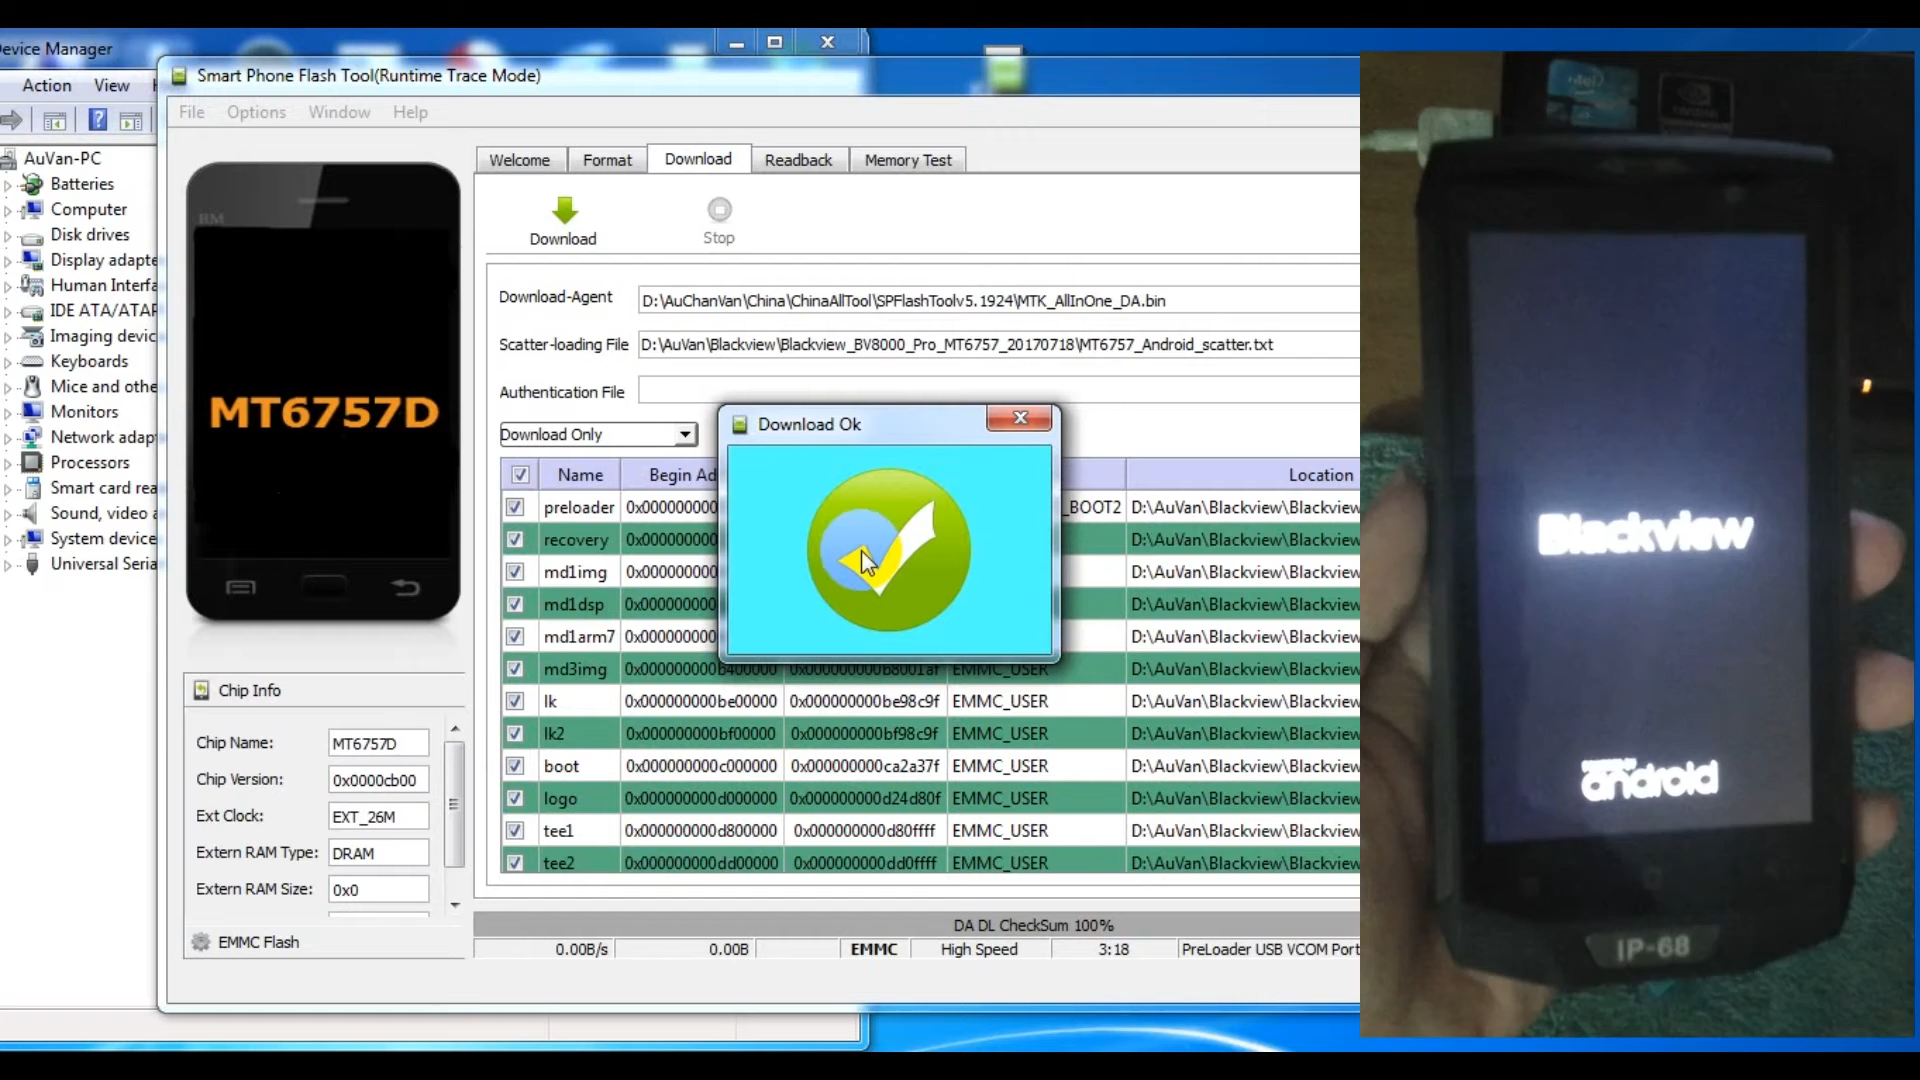 Device Manager
Action View
AuVan-PC
Batteries
Computer
Disk drives
Display adapte
Human Interfa
IDE ATA/ATAP
Imaging devic
Keyboards
Mice and othe
Monitors
Network adap
Processors
Smart card rea
Sound, video a
System device
Universal Seria
Smart Phone Flash Tool(Runtime Trace Mode)
File Options Window Help
BM
MT6757D
Chip Info
Chip Name: MT6757D
Chip Version: 0x0000cb00
Ext Clock: EXT_26M
Extern RAM Type: DRAM
Extern RAM Size: 0x0
EMMC Flash
Welcome Format Download Readback Memory Test
Download Stop
Download-Agent D:\AuChanVan\China\ChinaAllTool\SPFlashToolv5.1924\MTK_AllInOne_DA.bin
Scatter-loading File D:\AuVan\Blackview\Blackview_BV8000_Pro_MT6757_20170718\MT6757_Android_scatter.txt
Authentication File
Download Only
Download Ok
Name Begin Ad Location
preloader 0x000000000 _BOOT2 D:\AuVan\Blackview\Blackview
recovery 0x000000000 D:\AuVan\Blackview\Blackview
md1img 0x000000000 D:\AuVan\Blackview\Blackview
md1dsp 0x000000000 D:\AuVan\Blackview\Blackview
md1arm7 0x000000000 D:\AuVan\Blackview\Blackview
md3img 0x000000000b400000 0x000000000b8001af EMMC_USER D:\AuVan\Blackview\Blackview
lk 0x000000000be00000 0x000000000be98c9f EMMC_USER D:\AuVan\Blackview\Blackview
lk2 0x000000000bf00000 0x000000000bf98c9f EMMC_USER D:\AuVan\Blackview\Blackview
boot 0x000000000c000000 0x000000000ca2a37f EMMC_USER D:\AuVan\Blackview\Blackview
logo 0x000000000d000000 0x000000000d24d80f EMMC_USER D:\AuVan\Blackview\Blackview
tee1 0x000000000d800000 0x000000000d80ffff EMMC_USER D:\AuVan\Blackview\Blackview
tee2 0x000000000dd00000 0x000000000dd0ffff EMMC_USER D:\AuVan\Blackview\Blackview
DA DL CheckSum 100%
0.00B/s 0.00B EMMC High Speed 3:18 PreLoader USB VCOM Port
intel
Blackview
android
IP-68